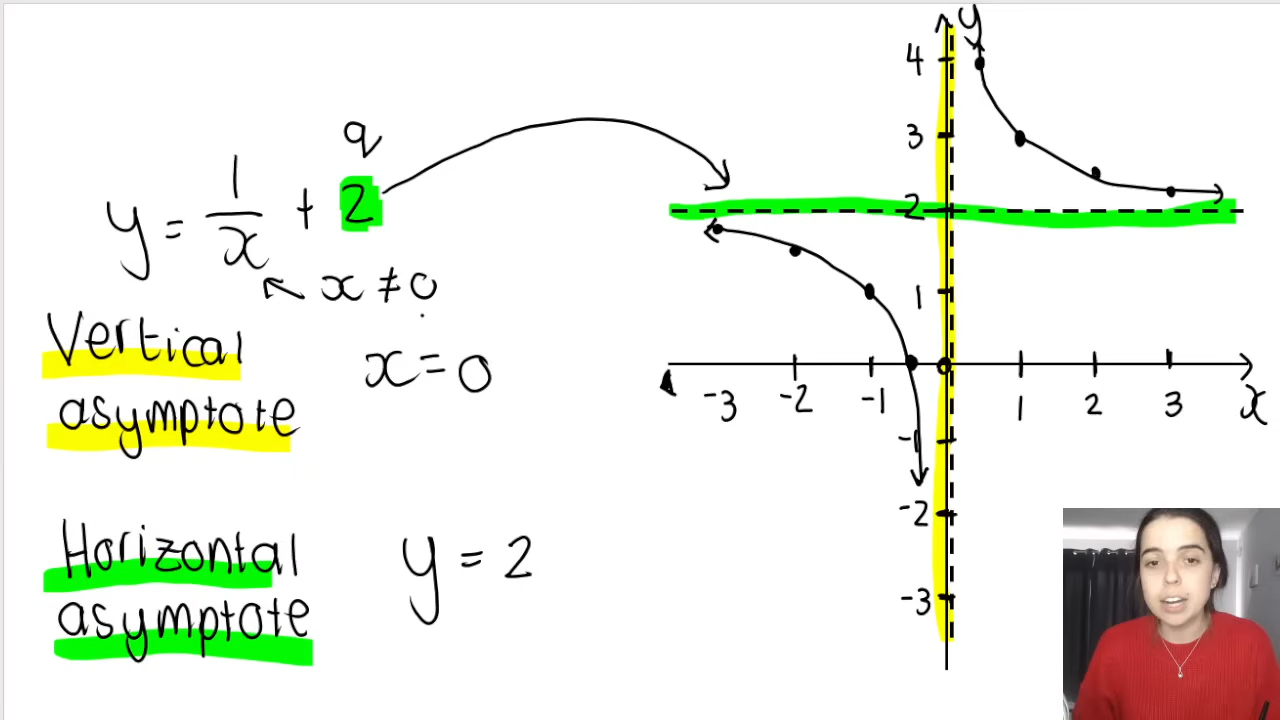 q
y = 1/x + 2
x ≠ 0
Vertical
asymptote
x = 0
Horizontal
asymptote
y = 2
y
4
3
2
1
-3 -2 -1 0 1 2 3 x
-1
-2
-3